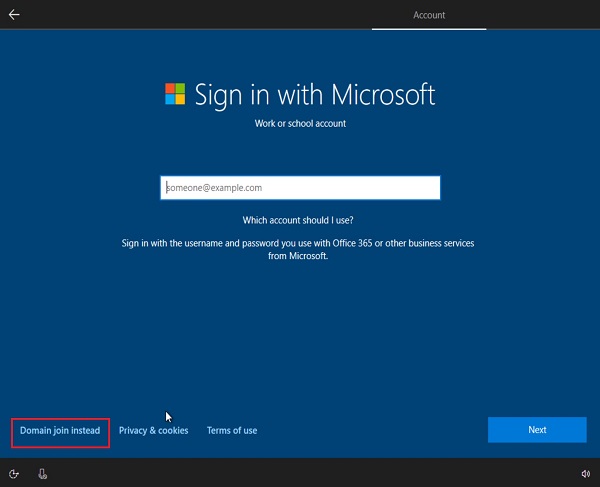 Account
Sign in with Microsoft
Work or school account
someone@example.com
Which account should I use?
Sign in with the username and password you use with Office 365 or other business services
from Microsoft.
Domain join instead
Privacy & cookies
Terms of use
Next